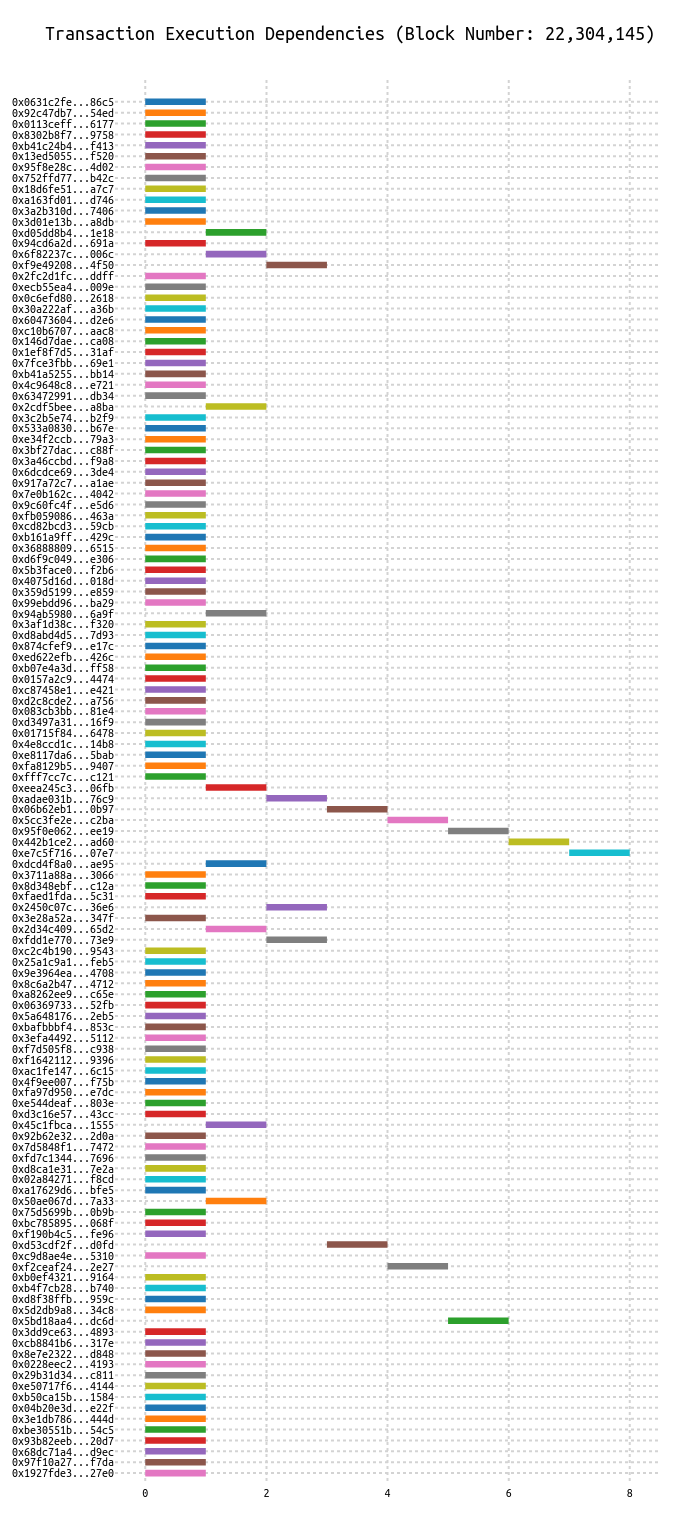 Transaction Execution Dependencies (Block Number: 22,304,145)
0x0631c2fe...86c5
0x92c47db7...54ed
0x0113ceff...6177
0x8302b8f7...9758
0xb41c24b4...f413
0x13ed5055...f520
0x95f8e28c...4d02
0x752ffd77...b42c
0x18d6fe51...a7c7
0xa163fd01...d746
0x3a2b310d...7406
0x3d01e13b...a8db
0xd05dd8b4...1e18
0x94cd6a2d...691a
0x6f82237c...006c
0xf9e49208...4f50
0x2fc2d1fc...ddff
0xecb55ea4...009e
0x0c6efd80...2618
0x30a222af...a36b
0x60473604...d2e6
0xc10b6707...aac8
0x146d7dae...ca08
0x1ef8f7d5...31af
0x7fce3fbb...69e1
0xb41a5255...bb14
0x4c9648c8...e721
0x63472991...db34
0x2cdf5bee...a8ba
0x3c2b5e74...b2f9
0x533a0830...b67e
0xe34f2ccb...79a3
0x3bf27dac...c88f
0x3a46ccbd...f9a8
0x6dcdce69...3de4
0x917a72c7...a1ae
0x7e0b162c...4042
0x9c60fc4f...e5d6
0xfb059086...463a
0xcd82bcd3...59cb
0xb161a9ff...429c
0x36888809...6515
0xd6f9c049...e306
0x5b3face0...f2b6
0x4075d16d...018d
0x359d5199...e859
0x99ebdd96...ba29
0x94ab5980...6a9f
0x3af1d38c...f320
0xd8abd4d5...7d93
0x874cfef9...e17c
0xed622efb...426c
0xb07e4a3d...ff58
0x0157a2c9...4474
0xc87458e1...e421
0xd2c8cde2...a756
0x083cb3bb...81e4
0xd3497a31...16f9
0x01715f84...6478
0x4e8ccd1c...14b8
0xe8117da6...5bab
0xfa8129b5...9407
0xfff7cc7c...c121
0xeea245c3...06fb
0xadae031b...76c9
0x06b62eb1...0b97
0x5cc3fe2e...c2ba
0x95f0e062...ee19
0x442b1ce2...ad60
0xe7c5f716...07e7
0xdcd4f8a0...ae95
0x3711a88a...3066
0x8d348ebf...c12a
0xfaed1fda...5c31
0x2450c07c...36e6
0x3e28a52a...347f
0x2d34c409...65d2
0xfdd1e770...73e9
0xc2c4b190...9543
0x25a1c9a1...feb5
0x9e3964ea...4708
0x8c6a2b47...4712
0xa8262ee9...c65e
0x06369733...52fb
0x5a648176...2eb5
0xbafbbbf4...853c
0x3efa4492...5112
0xf7d505f8...c938
0xf1642112...9396
0xac1fe147...6c15
0x4f9ee007...f75b
0xfa97d950...e7dc
0xe544deaf...803e
0xd3c16e57...43cc
0x45c1fbca...1555
0x92b62e32...2d0a
0x7d5848f1...7472
0xfd7c1344...7696
0xd8ca1e31...7e2a
0x02a84271...f8cd
0xa17629d6...bfe5
0x50ae067d...7a33
0x75d5699b...0b9b
0xbc785895...068f
0xf190b4c5...fe96
0xd53cdf2f...d0fd
0xc9d8ae4e...5310
0xf2ceaf24...2e27
0xb0ef4321...9164
0xb4f7cb28...b740
0xd8f38ffb...959c
0x5d2db9a8...34c8
0x5bd18aa4...dc6d
0x3dd9ce63...4893
0xcb8841b6...317e
0x8e7e2322...d848
0x0228eec2...4193
0x29b31d34...c811
0xe50717f6...4144
0xb50ca15b...1584
0x04b20e3d...e22f
0x3e1db786...444d
0xbe30551b...54c5
0x93b82eeb...20d7
0x68dc71a4...d9ec
0x97f10a27...f7da
0x1927fde3...27e0
0 2 4 6 8